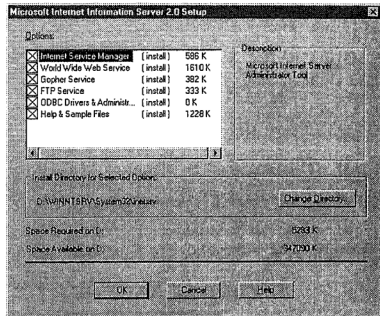 Microsoft Internet Information Server 2.0 Setup
Options:
Internet Service Manager (install) 586 K
World Wide Web Service (install) 1610 K
Gopher Service (install) 382 K
FTP Service (install) 333 K
ODBC Drivers & Administr... (install) 0 K
Help & Sample Files (install) 1228 K
Description
Microsoft Internet Server
Administrator Tool
Install Directory for Selected Option:
D:\WINNTSRV\System32\inetsrv
Change Directory...
Space Required on D:
Space Available on D: 347090 K
OK
Cancel
Help